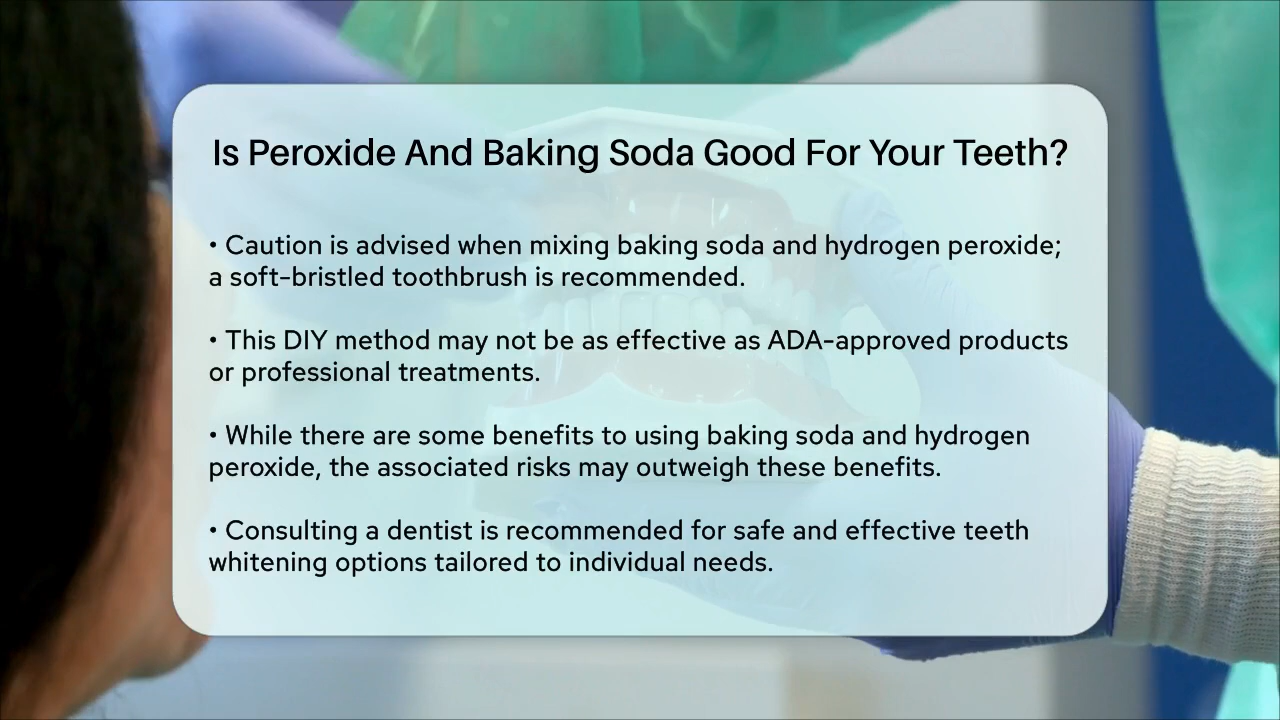 Is Peroxide And Baking Soda Good For Your Teeth?
• Caution is advised when mixing baking soda and hydrogen peroxide;
a soft-bristled toothbrush is recommended.
• This DIY method may not be as effective as ADA-approved products
or professional treatments.
• While there are some benefits to using baking soda and hydrogen
peroxide, the associated risks may outweigh these benefits.
• Consulting a dentist is recommended for safe and effective teeth
whitening options tailored to individual needs.